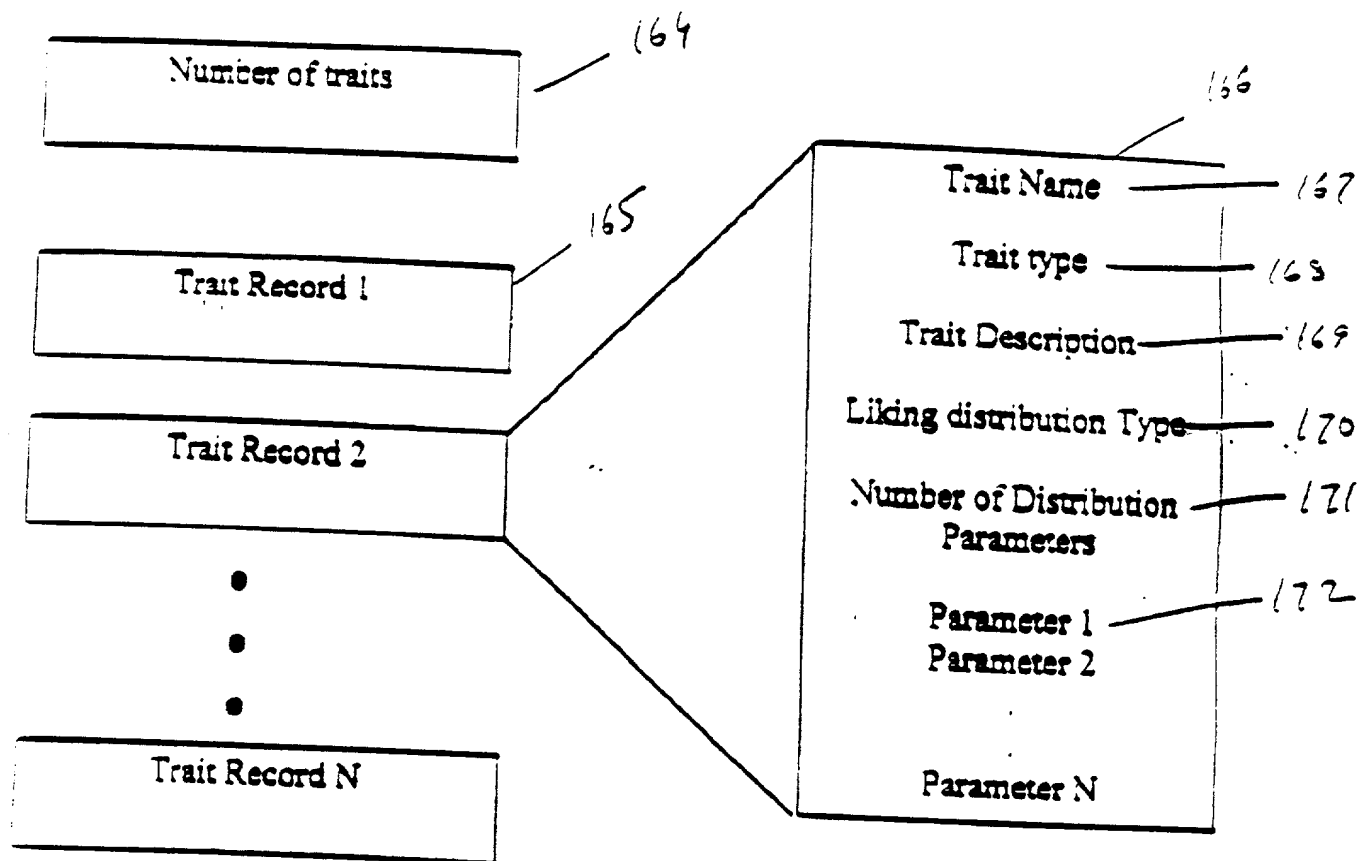 Number of traits
164
Trait Record 1
165
Trait Record 2
Trait Record N
166
Trait Name
167
Trait type
168
Trait Description
169
Liking distribution Type
170
Number of Distribution
Parameters
171
Parameter 1
172
Parameter 2
Parameter N